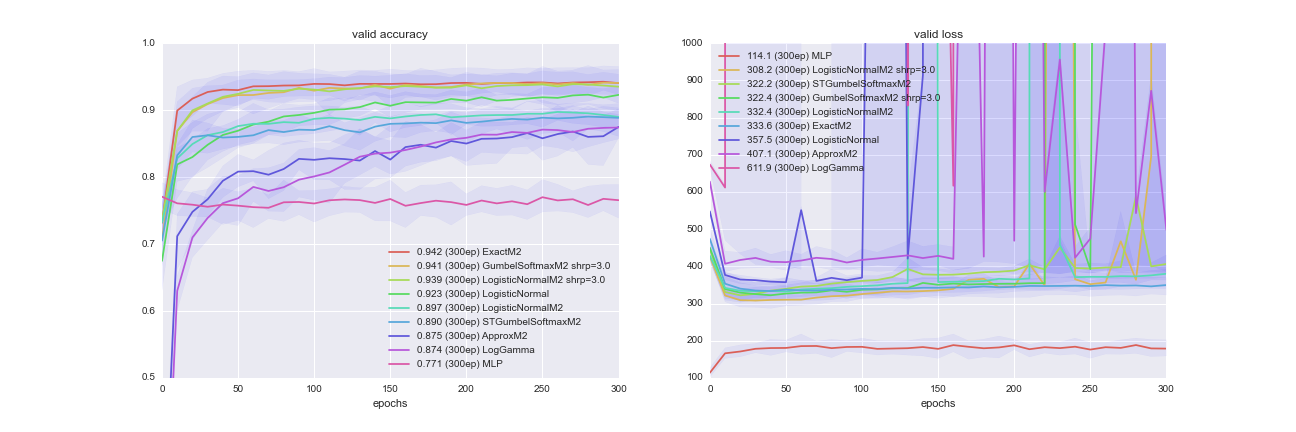 valid accuracy
1.0
0.9
0.8
0.7
0.6
0.5
0.942 (300ep) ExactM2
0.941 (300ep) GumbelSoftmaxM2 shrp=3.0
0.939 (300ep) LogisticNormalM2 shrp=3.0
0.923 (300ep) LogisticNormal
0.897 (300ep) LogisticNormalM2
0.890 (300ep) STGumbelSoftmaxM2
0.875 (300ep) ApproxM2
0.874 (300ep) LogGamma
0.771 (300ep) MLP
0 50 100 150 200 250 300
epochs
valid loss
1000
900
800
700
600
500
400
300
200
100
114.1 (300ep) MLP
308.2 (300ep) LogisticNormalM2 shrp=3.0
322.2 (300ep) STGumbelSoftmaxM2
322.4 (300ep) GumbelSoftmaxM2 shrp=3.0
332.4 (300ep) LogisticNormalM2
333.6 (300ep) ExactM2
357.5 (300ep) LogisticNormal
407.1 (300ep) ApproxM2
611.9 (300ep) LogGamma
0 50 100 150 200 250 300
epochs